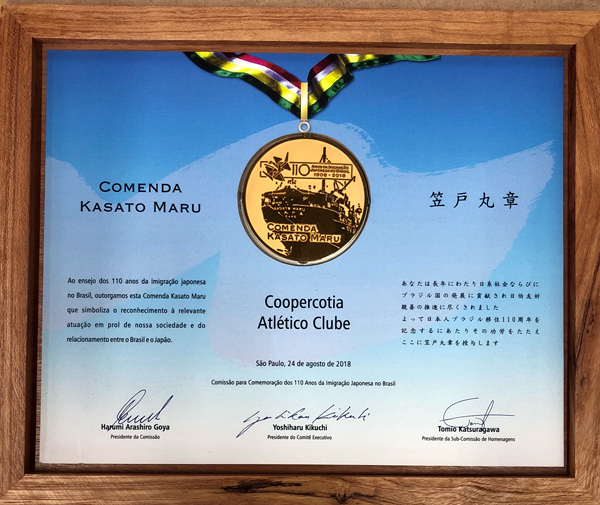 110 ANOS DA IMIGRAÇÃO
JAPONESA NO BRASIL
1908 - 2018
KASATO MARU
COMENDA
KASATO MARU
COMENDA
KASATO MARU
笠戸丸章
Ao ensejo dos 110 anos da imigração japonesa
no Brasil, outorgamos esta Comenda Kasato Maru
que simboliza o reconhecimento à relevante
atuação em prol de nossa sociedade e do
relacionamento entre o Brasil e o Japão.
Coopercotia
Atlético Clube
あなたは長年にわたり日系社会ならびに
ブラジル国の発展に貢献され日伯友好
親善の推進に尽くされました
よって日本人ブラジル移住110周年を
記念するにあたりその功労をたたえ
ここに笠戸丸章を授与します
São Paulo, 24 de agosto de 2018
Comissão para Comemoração dos 110 Anos da Imigração Japonesa no Brasil
Yoshiharu Kikuchi
Harumi Arashiro Goya
Presidente da Comissão
Yoshiharu Kikuchi
Presidente do Comitê Executivo
Tomio Katsuragawa
Presidente da Sub-Comissão de Homenagens